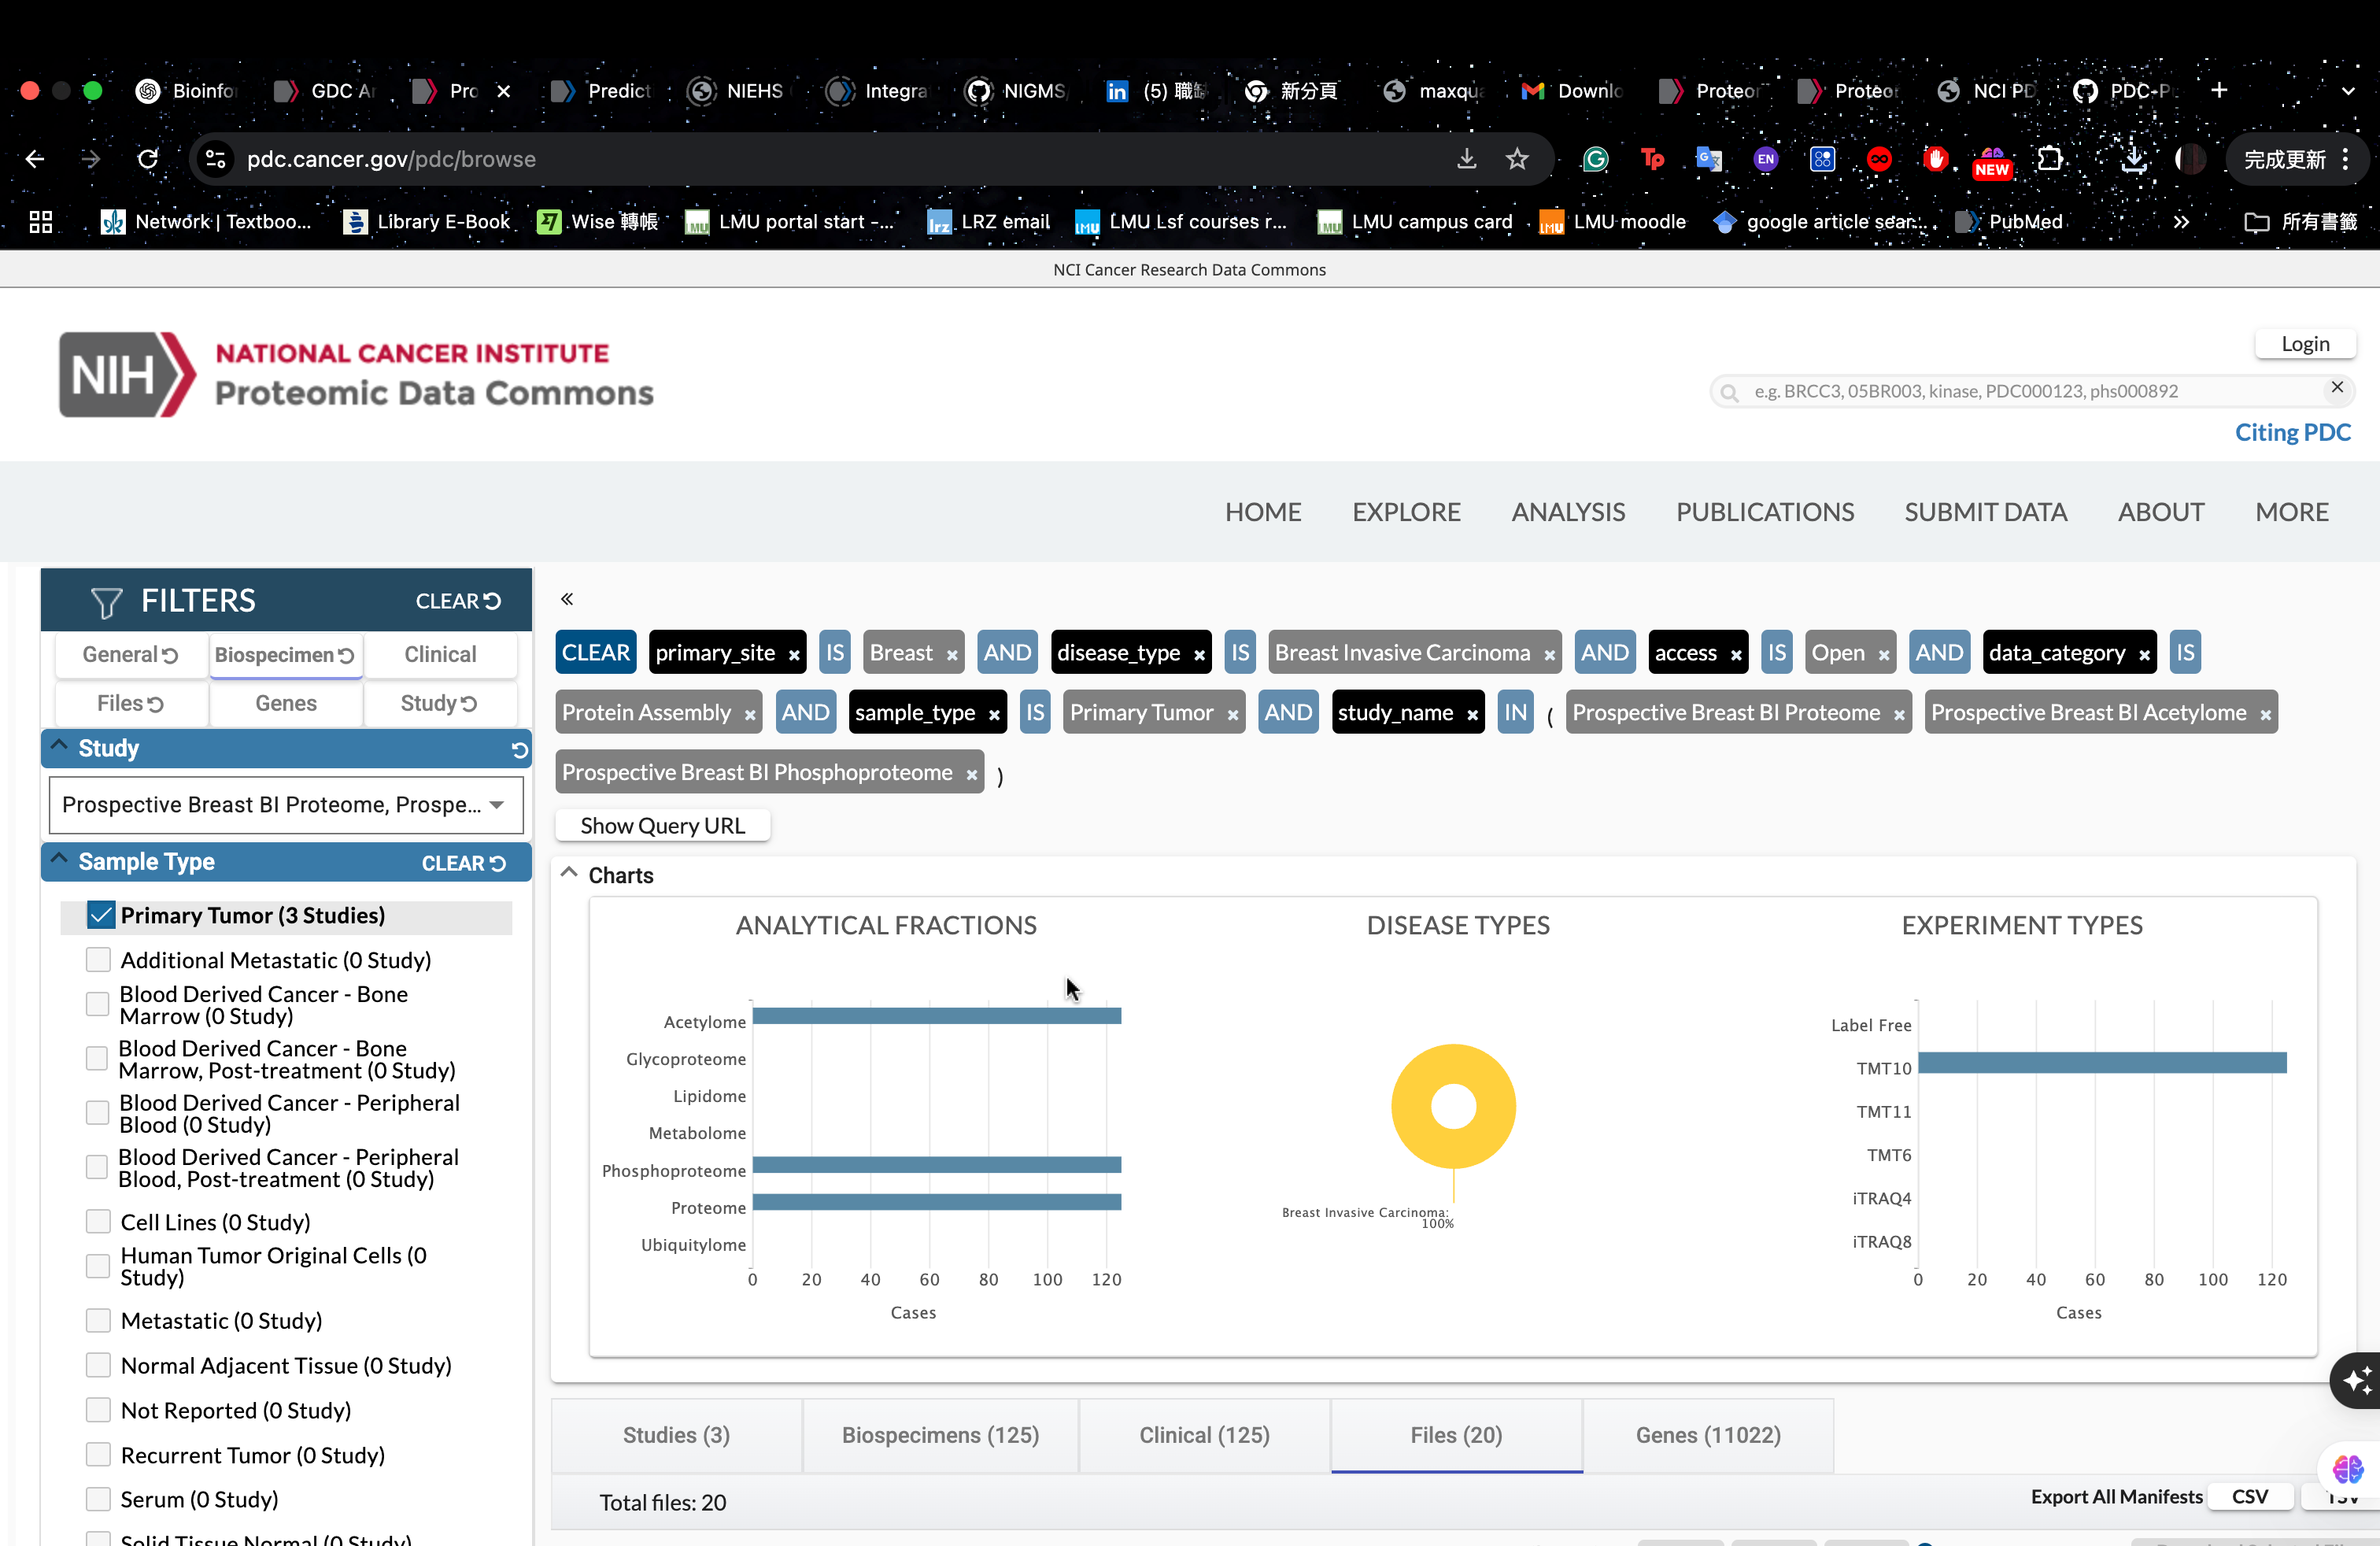 Bioinfo
GDC A
Pro
Predict
NIEHS
Integra
NIGMS
(5) 職缺
新分頁
maxqu
Downlo
Proteo
Proteo
NCI PD
PDC-P
pdc.cancer.gov/pdc/browse
EN
NEW
完成更新
Network | Textboo...
Library E-Book
Wise 轉帳
LMU portal start -...
LRZ email
LMU Lsf courses r...
LMU campus card
LMU moodle
google article sear...
PubMed
所有書籤
NCI Cancer Research Data Commons
NIH
NATIONAL CANCER INSTITUTE
Proteomic Data Commons
Login
e.g. BRCC3, 05BR003, kinase, PDC000123, phs000892
Citing PDC
HOME EXPLORE ANALYSIS PUBLICATIONS SUBMIT DATA ABOUT MORE
FILTERS CLEAR
General Biospecimen Clinical
Files Genes Study
Study
Prospective Breast BI Proteome, Prospe...
Sample Type CLEAR
Primary Tumor (3 Studies)
Additional Metastatic (0 Study)
Blood Derived Cancer - Bone
Marrow (0 Study)
Blood Derived Cancer - Bone
Marrow, Post-treatment (0 Study)
Blood Derived Cancer - Peripheral
Blood (0 Study)
Blood Derived Cancer - Peripheral
Blood, Post-treatment (0 Study)
Cell Lines (0 Study)
Human Tumor Original Cells (0
Study)
Metastatic (0 Study)
Normal Adjacent Tissue (0 Study)
Not Reported (0 Study)
Recurrent Tumor (0 Study)
Serum (0 Study)
Solid Tissue Normal (0 Study)
CLEAR primary_site × IS Breast × AND disease_type × IS Breast Invasive Carcinoma × AND access × IS Open × AND data_category × IS
Protein Assembly × AND sample_type × IS Primary Tumor × AND study_name × IN ( Prospective Breast BI Proteome × Prospective Breast BI Acetylome ×
Prospective Breast BI Phosphoproteome × )
Show Query URL
Charts
ANALYTICAL FRACTIONS
Acetylome
Glycoproteome
Lipidome
Metabolome
Phosphoproteome
Proteome
Ubiquitylome
0 20 40 60 80 100 120
Cases
DISEASE TYPES
Breast Invasive Carcinoma:
100%
EXPERIMENT TYPES
Label Free
TMT10
TMT11
TMT6
iTRAQ4
iTRAQ8
0 20 40 60 80 100 120
Cases
Studies (3) Biospecimens (125) Clinical (125) Files (20) Genes (11022)
Total files: 20
Export All Manifests CSV TSV